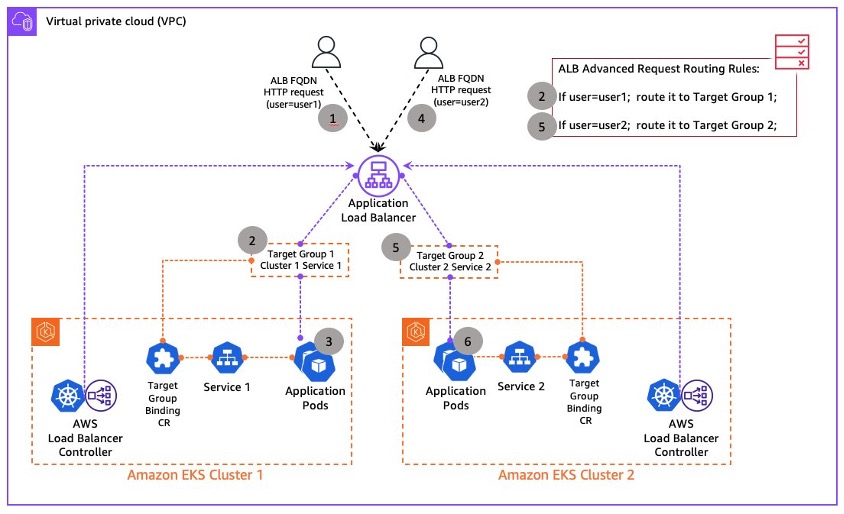 Virtual private cloud (VPC)
ALB FQDN
HTTP request
(user=user1)
1
ALB FQDN
HTTP request
(user=user2)
4
ALB Advanced Request Routing Rules:
2
If user=user1;  route it to Target Group 1;
5
If user=user2;  route it to Target Group 2;
Application
Load Balancer
2
Target Group 1
Cluster 1 Service 1
5
Target Group 2
Cluster 2 Service 2
K
Target
Group
Binding
CR
Service 1
3
Application
Pods
AWS
Load Balancer
Controller
Amazon EKS Cluster 1
K
6
Application
Pods
Service 2
Target
Group
Binding
CR
AWS
Load Balancer
Controller
Amazon EKS Cluster 2